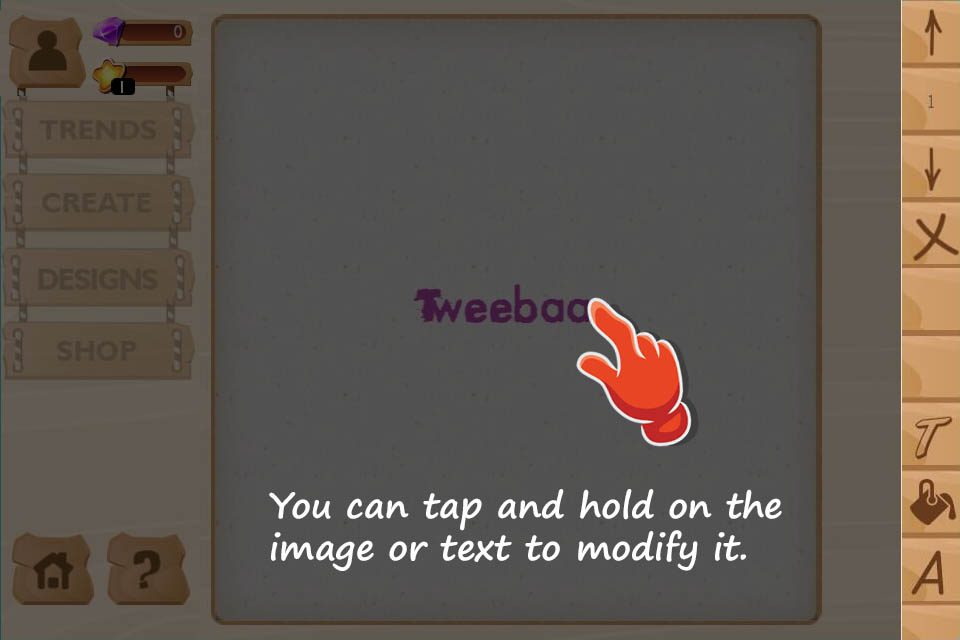 0
1
TRENDS
CREATE
DESIGNS
SHOP
Tweebaa
You can tap and hold on the
image or text to modify it.
1
X
T
A
?